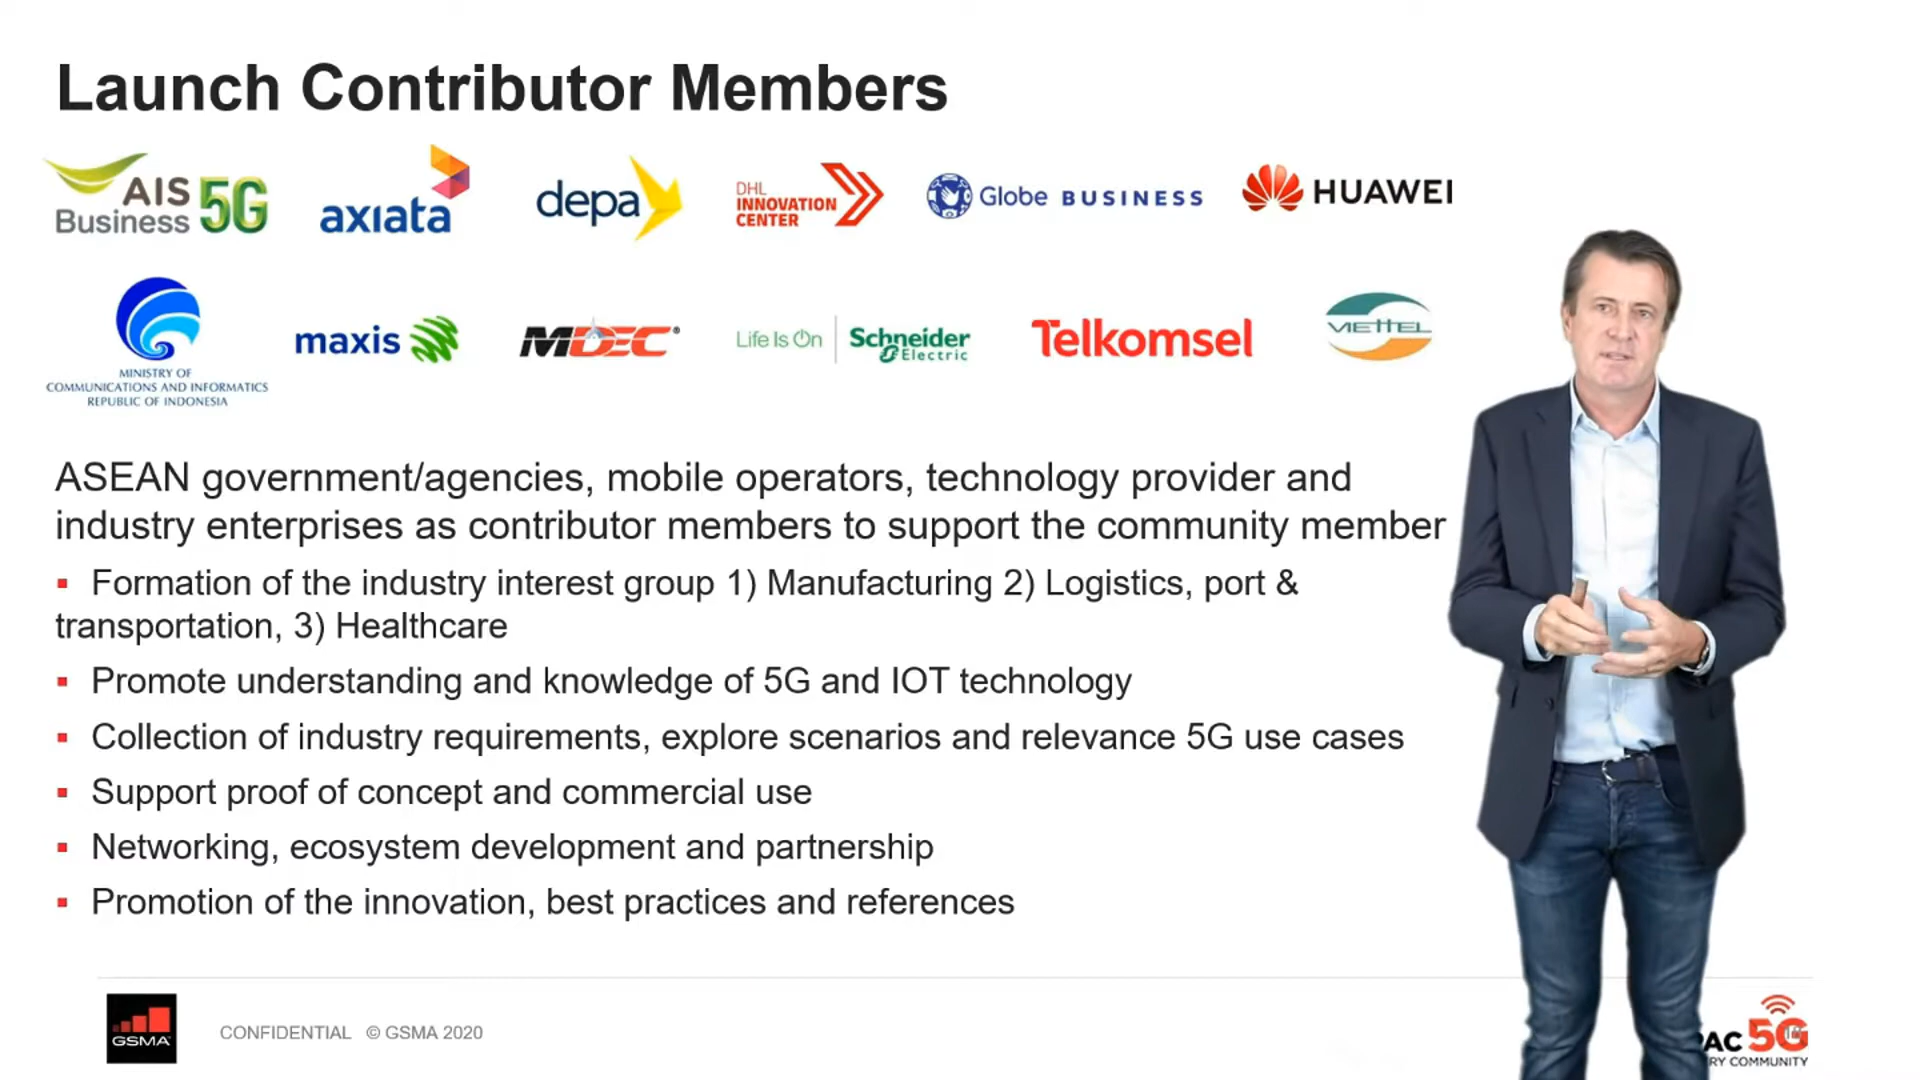 Launch Contributor Members
AIS
Business 5G
axiata
depa
DHL
INNOVATION
CENTER
Globe BUSINESS
HUAWEI
MINISTRY OF
COMMUNICATIONS AND INFORMATICS
REPUBLIC OF INDONESIA
maxis
MDEC®
Life Is On
Schneider
Electric
Telkomsel
VIETTEL
ASEAN government/agencies, mobile operators, technology provider and
industry enterprises as contributor members to support the community member
▪ Formation of the industry interest group 1) Manufacturing 2) Logistics, port &
transportation, 3) Healthcare
▪ Promote understanding and knowledge of 5G and IOT technology
▪ Collection of industry requirements, explore scenarios and relevance 5G use cases
▪ Support proof of concept and commercial use
▪ Networking, ecosystem development and partnership
▪ Promotion of the innovation, best practices and references
GSMA
CONFIDENTIAL © GSMA 2020
AC 5G
RY COMMUNITY